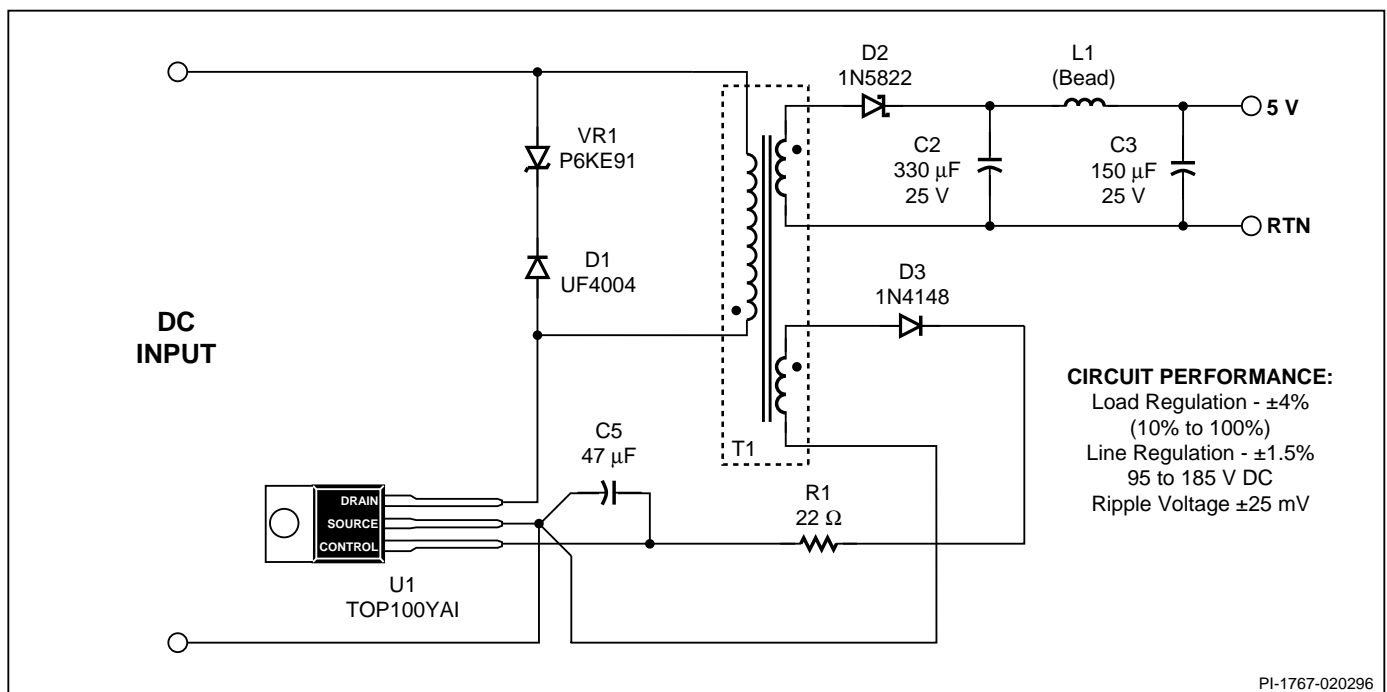 D2
1N5822
L1
(Bead)
5 V
VR1
P6KE91
C2
330 μF
25 V
C3
150 μF
25 V
RTN
D1
UF4004
D3
1N4148
DC
INPUT
CIRCUIT PERFORMANCE:
Load Regulation - ±4%
(10% to 100%)
Line Regulation - ±1.5%
95 to 185 V DC
Ripple Voltage ±25 mV
T1
C5
47 μF
R1
22 Ω
DRAIN
SOURCE
CONTROL
U1
TOP100YAI
PI-1767-020296